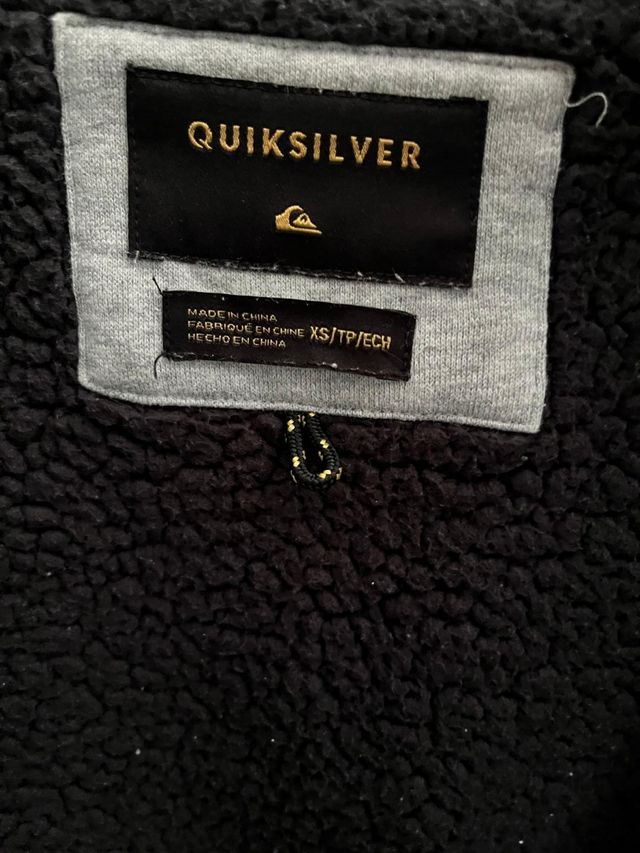 QUIKSILVER
MADE IN CHINA
FABRIQUÉ EN CHINE XS/TP/ECH
HECHO EN CHINA